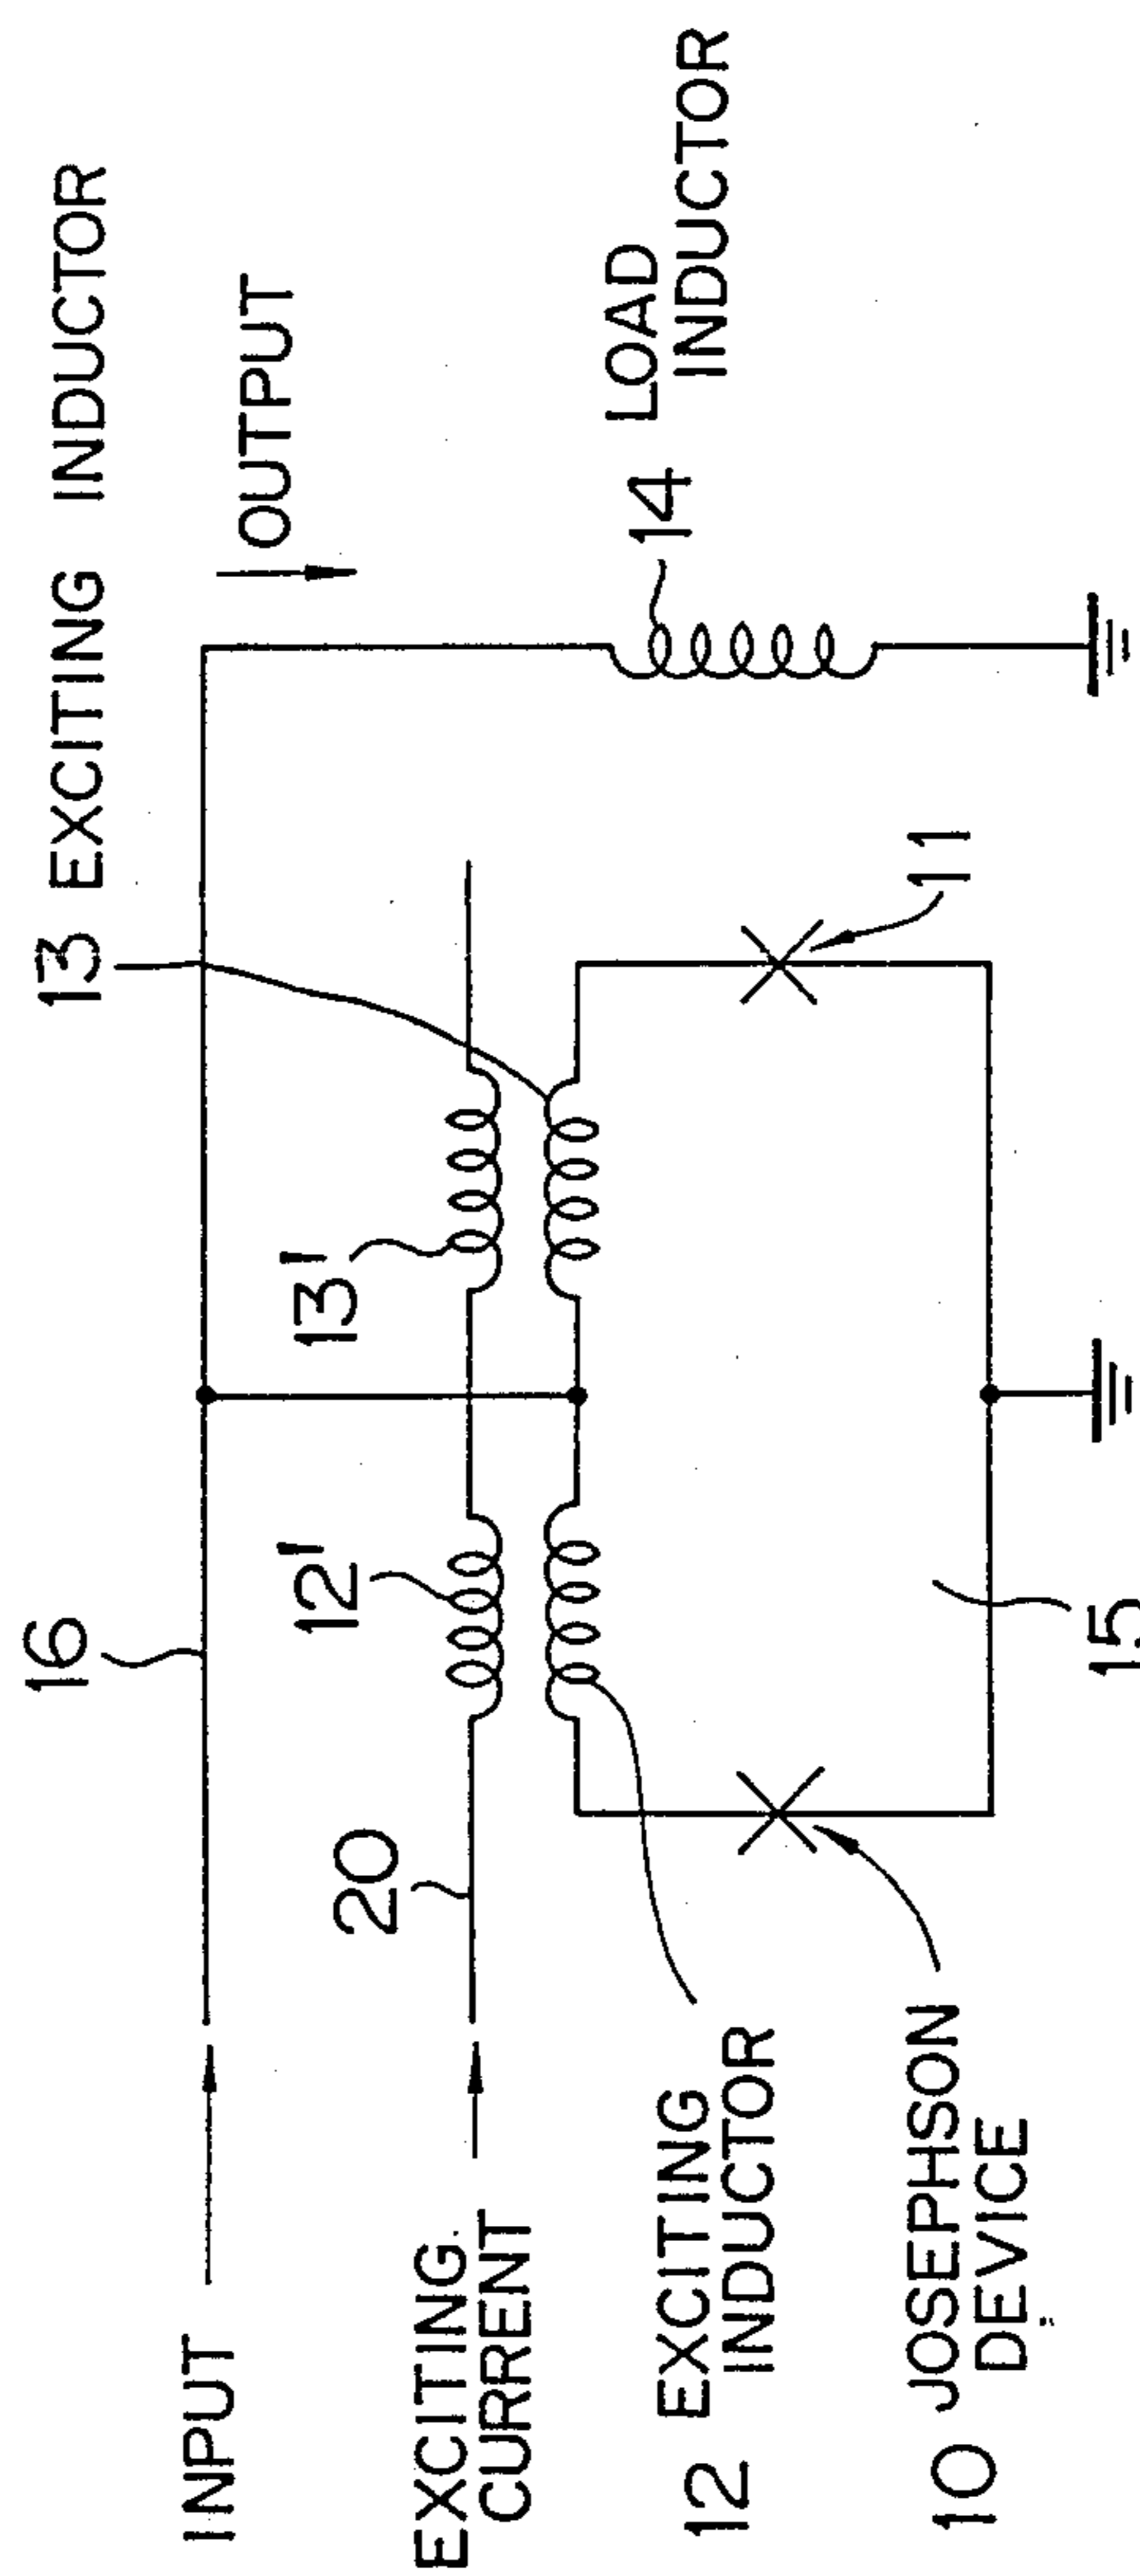 INPUT
16
EXCITING
CURRENT
20
12'
13'
13 EXCITING INDUCTOR
OUTPUT
12 EXCITING
INDUCTOR
14 LOAD
INDUCTOR
10 JOSEPHSON
DEVICE
11
15